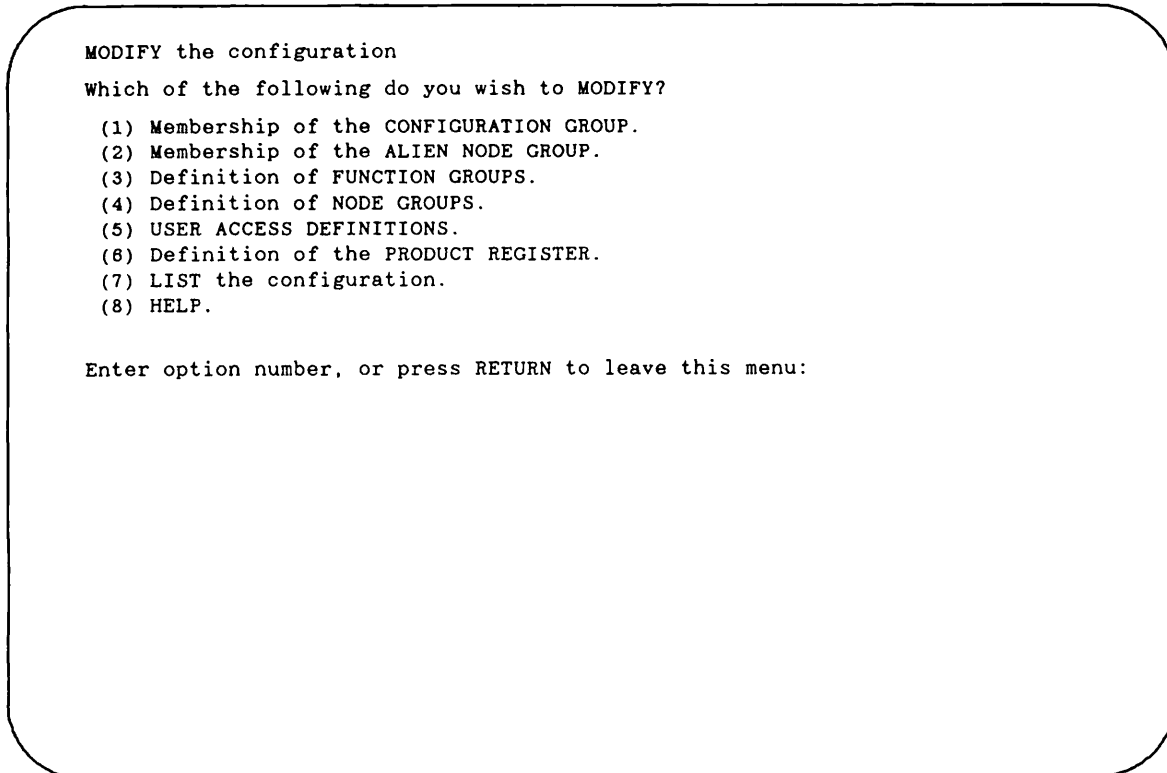 MODIFY the configuration
Which of the following do you wish to MODIFY?
(1) Membership of the CONFIGURATION GROUP.
(2) Membership of the ALIEN NODE GROUP.
(3) Definition of FUNCTION GROUPS.
(4) Definition of NODE GROUPS.
(5) USER ACCESS DEFINITIONS.
(6) Definition of the PRODUCT REGISTER.
(7) LIST the configuration.
(8) HELP.
Enter option number, or press RETURN to leave this menu: